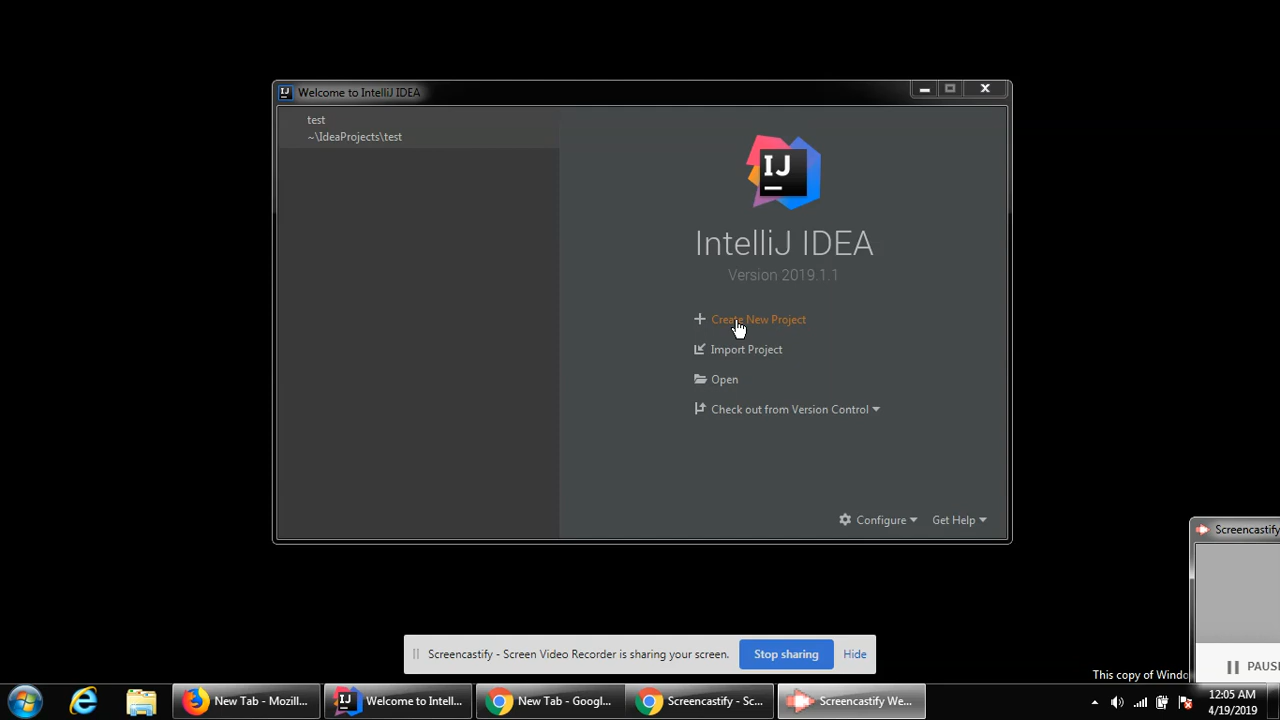 Welcome to IntelliJ IDEA
test
~\IdeaProjects\test
IJ
IntelliJ IDEA
Version 2019.1.1
Create New Project
Import Project
Open
Check out from Version Control
Configure
Get Help
Screencastify
PAUSE
Screencastify - Screen Video Recorder is sharing your screen.
Stop sharing
Hide
This copy of Windo
New Tab - Mozill...
Welcome to Intell...
New Tab - Googl...
Screencastify - Sc...
Screencastify We...
12:05 AM
4/19/2019